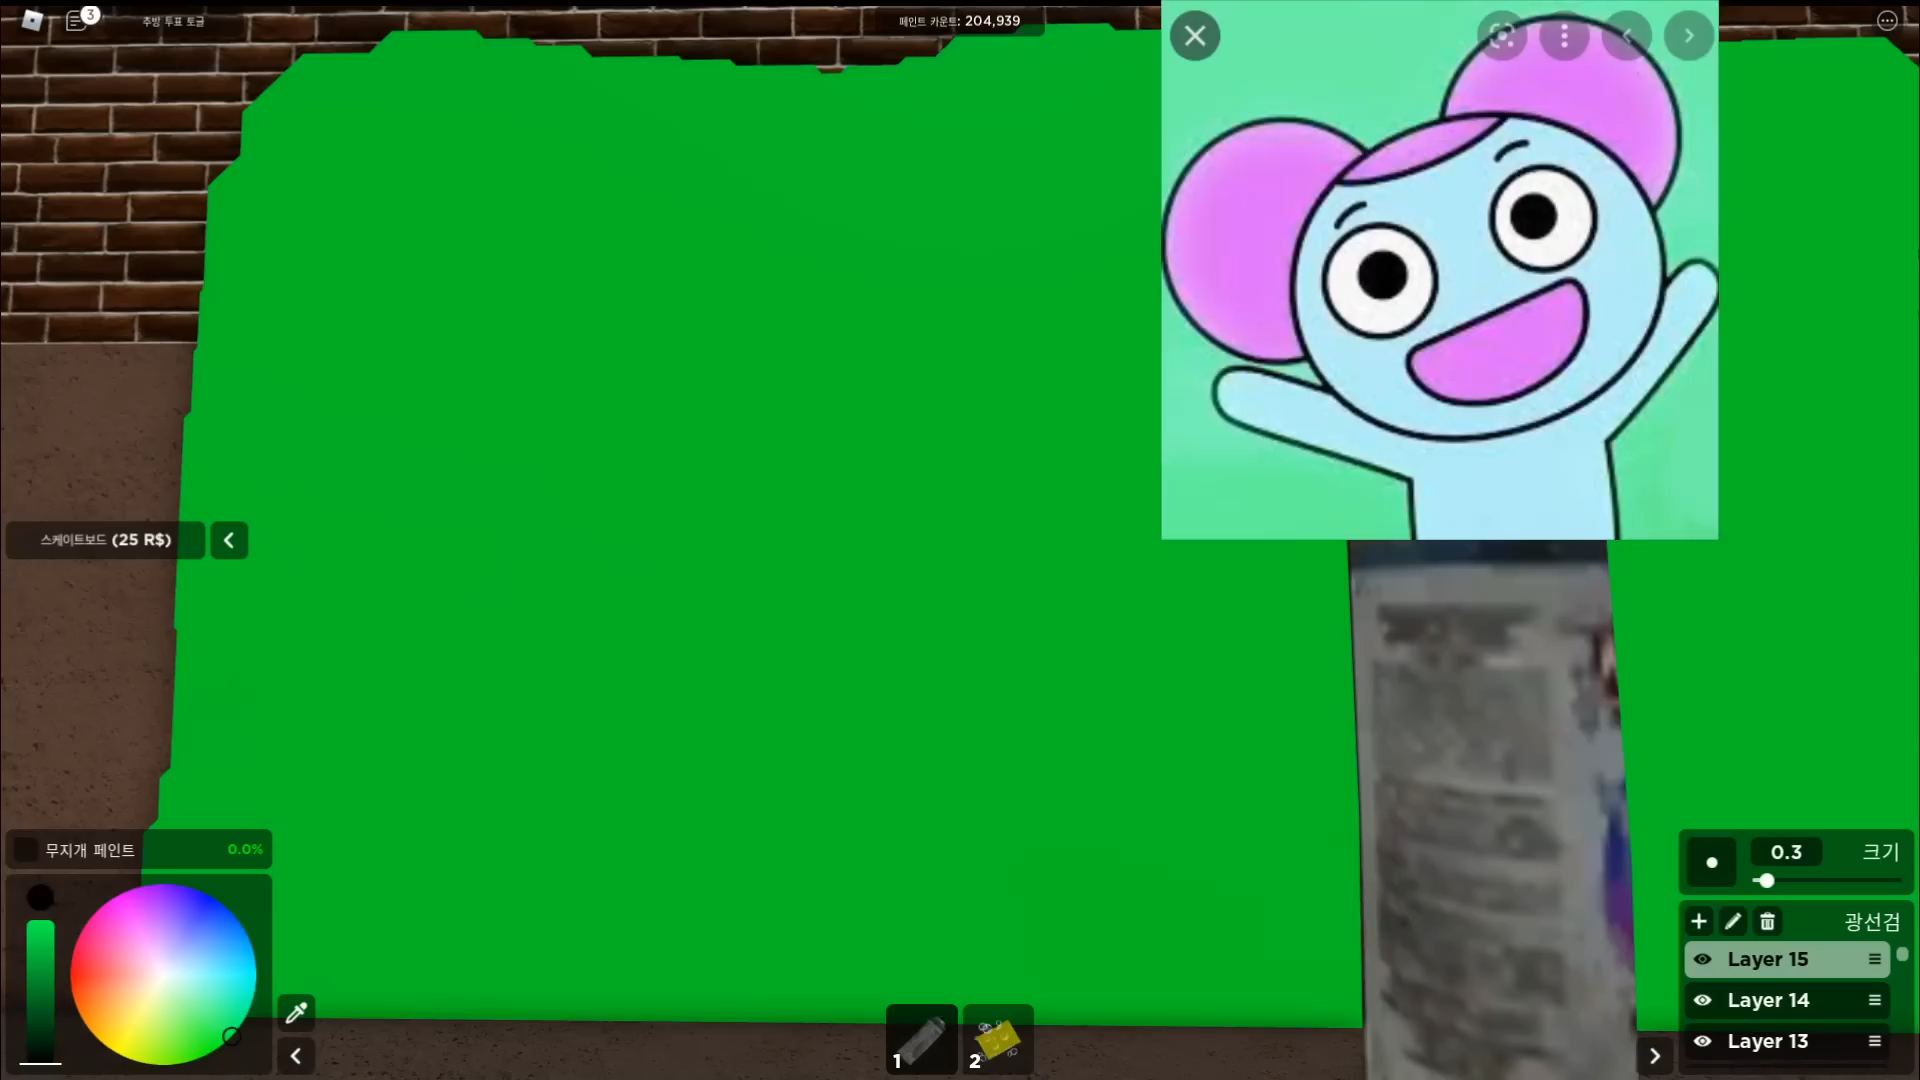 3
추방 투표 토글
페인트 카운트: 204,939
스케이트보드 (25 R$)
무지개 페인트
0.0%
0.3
크기
광선검
Layer 15
Layer 14
Layer 13
1
2